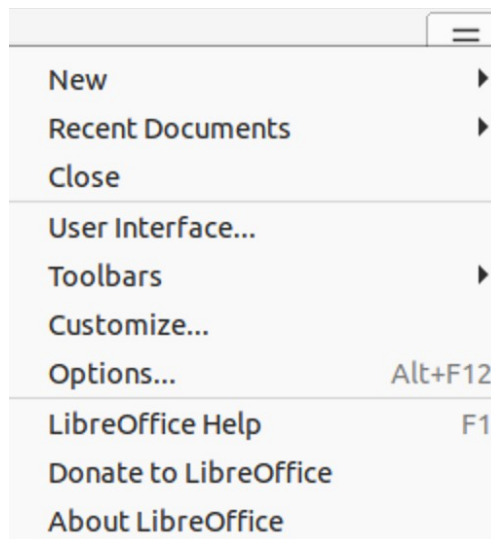 New
Recent Documents
Close
User Interface...
Toolbars
Customize...
Options... Alt+F12
LibreOffice Help F1
Donate to LibreOffice
About LibreOffice